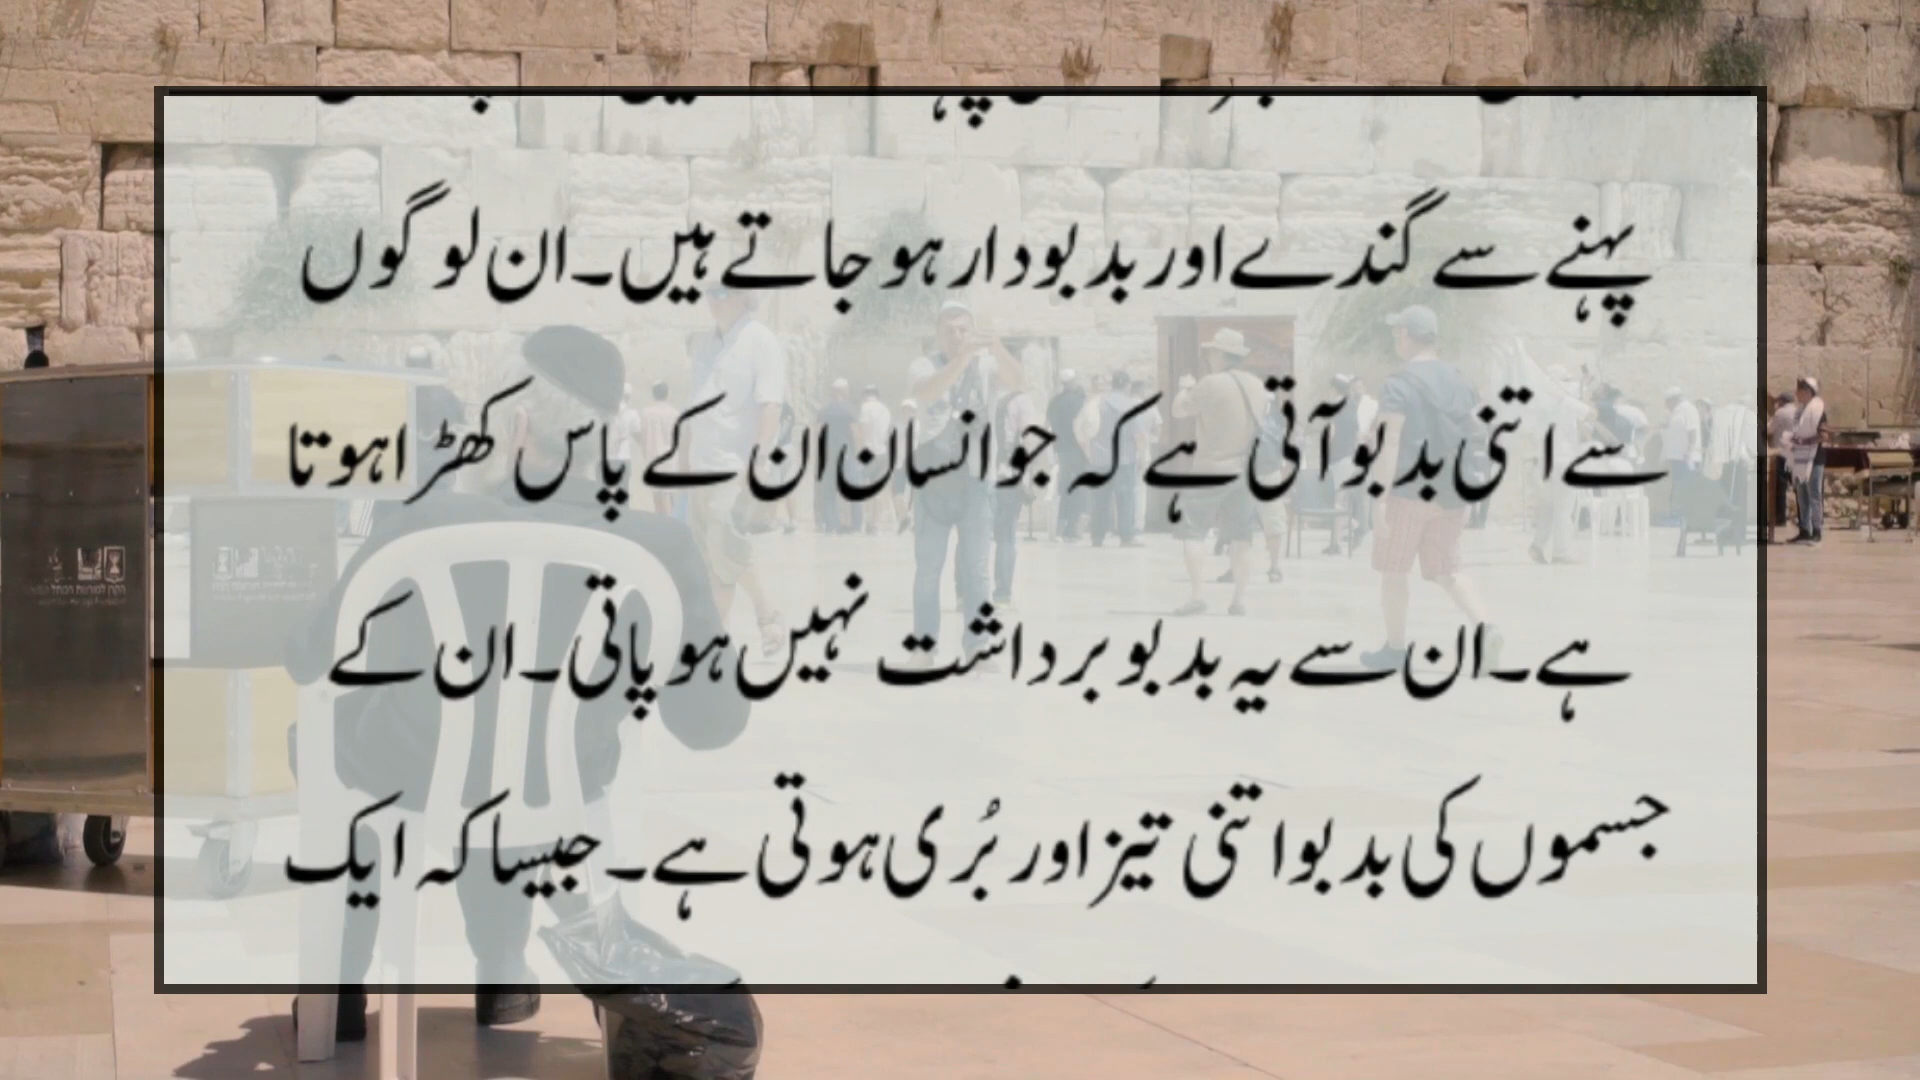 پہنے سے گندے اور بدبودار ہو جاتے ہیں۔ ان لوگوں
سے اتنی بدبو آتی ہے کہ جو انسان ان کے پاس کھڑا ہوتا
ہے۔ ان سے یہ بدبو برداشت نہیں ہو پاتی۔ ان کے
جسموں کی بدبو اتنی تیز اور بُری ہوتی ہے۔ جیسا کہ ایک